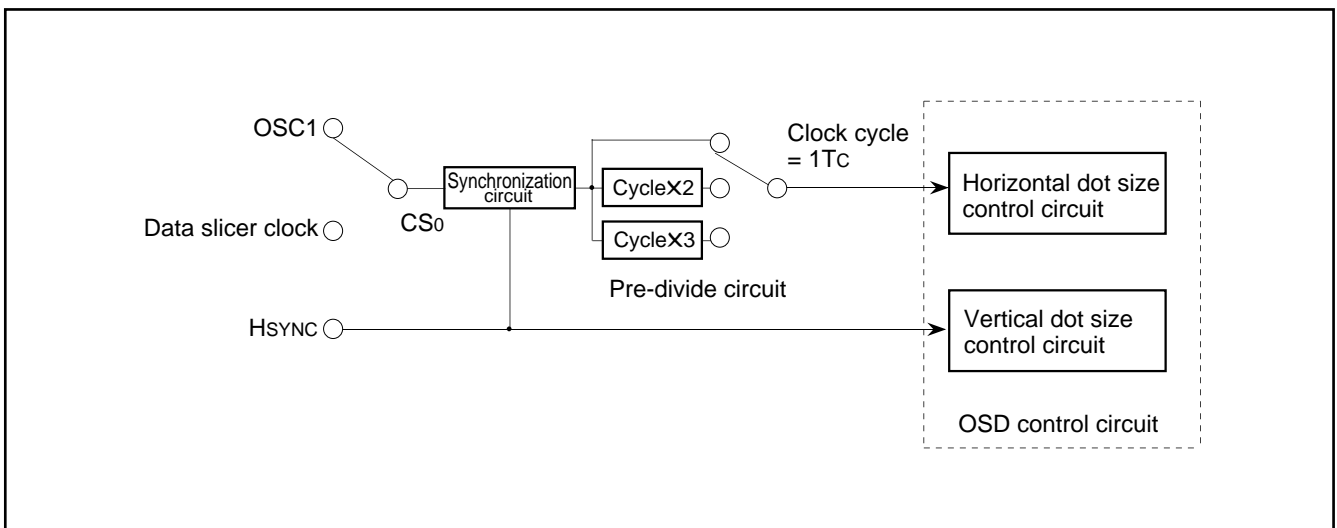 OSC1
Data slicer clock
HSYNC
CS0
Synchronization
circuit
Cycle×2
Cycle×3
Pre-divide circuit
Clock cycle
= 1TC
Horizontal dot size
control circuit
Vertical dot size
control circuit
OSD control circuit